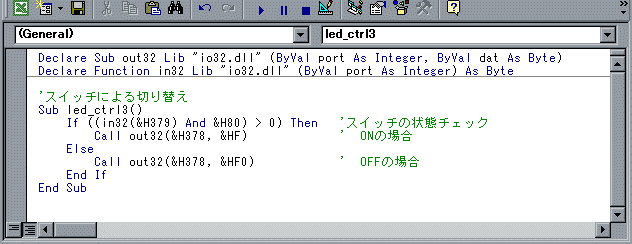 (General)
led_ctrl3
Declare Sub out32 Lib "io32.dll" (ByVal port As Integer, ByVal dat As Byte)
Declare Function in32 Lib "io32.dll" (ByVal port As Integer) As Byte
'スイッチによる切り替え
Sub led_ctrl3()
If ((in32(&H379) And &H80) > 0) Then 'スイッチの状態チェック
Call out32(&H378, &HF) ' ONの場合
Else
Call out32(&H378, &HF0) ' OFFの場合
End If
End Sub